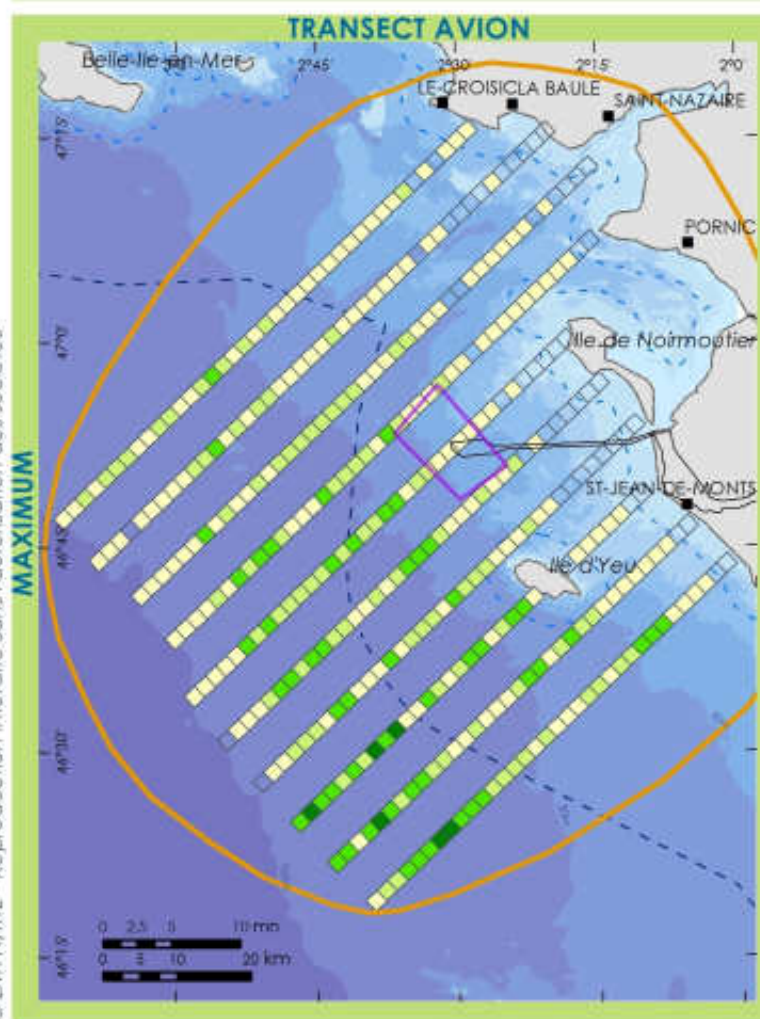 TRANSECT AVION
Belle-Ile-en-Mer
2°45
2°30
2°15
2°0
LE-CROISIC
LA BAULE
SAINT-NAZAIRE
47°15'
PORNIC
47°0'
Ile de Noirmoutier
MAXIMUM
46°45'
ST-JEAN-DE-MONTS
Ile d'Yeu
46°30'
0 2,5 5 10 mn
0 5 10 20 km
46°15'